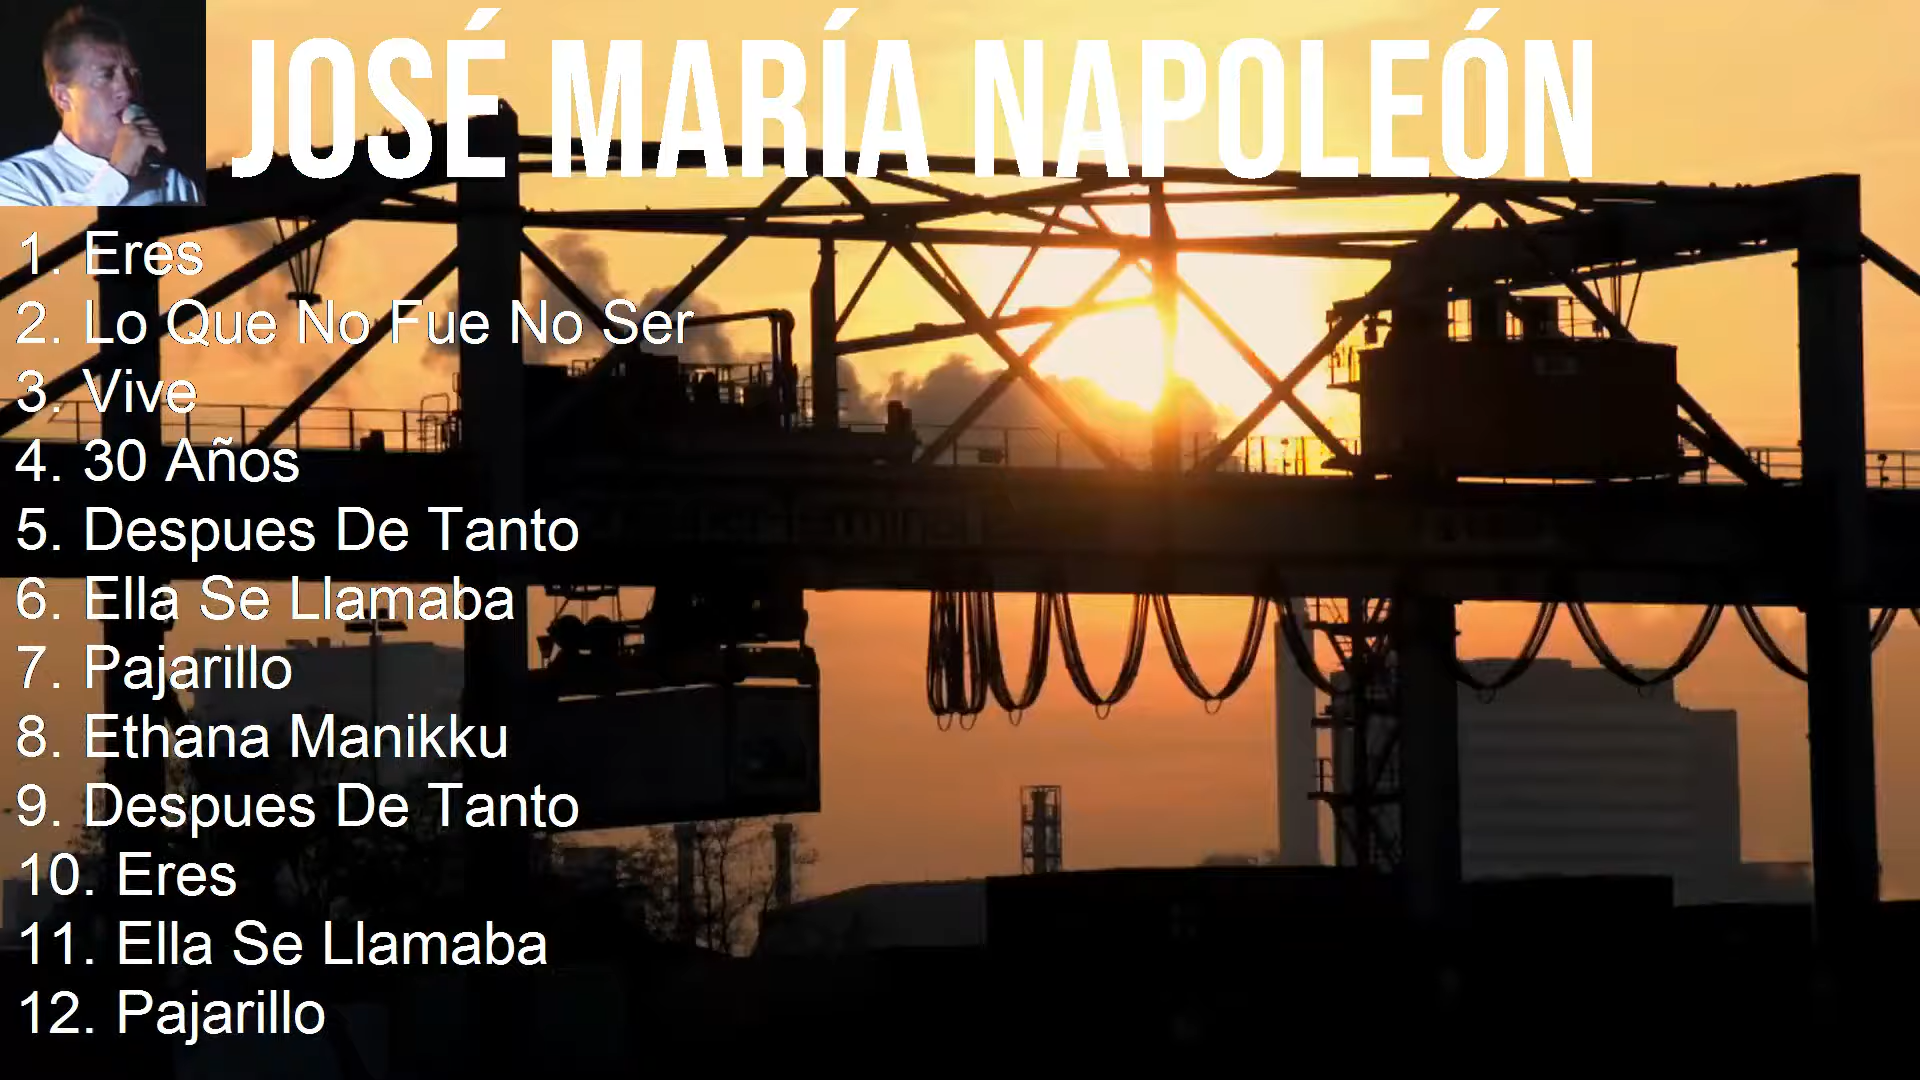 JOSÉ MARÍA NAPOLEÓN
1. Eres
2. Lo Que No Fue No Ser
3. Vive
4. 30 Años
5. Despues De Tanto
6. Ella Se Llamaba
7. Pajarillo
8. Ethana Manikku
9. Despues De Tanto
10. Eres
11. Ella Se Llamaba
12. Pajarillo